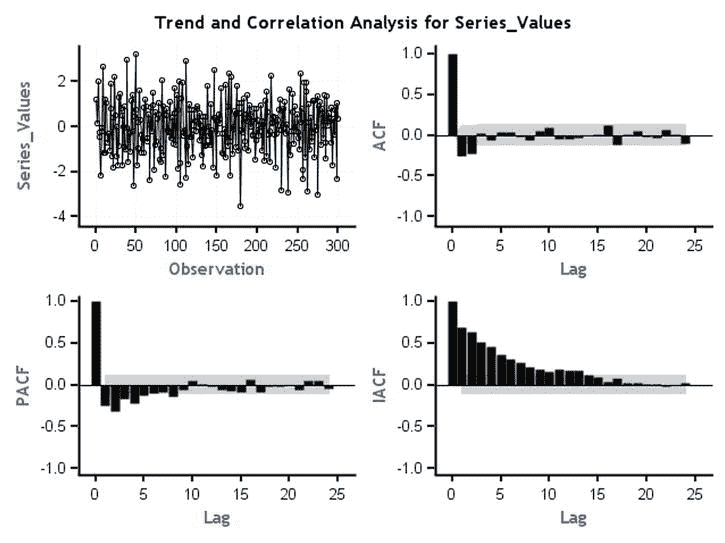 Trend and Correlation Analysis for Series_Values
Series_Values
2
0
-2
-4
0 50 100 150 200 250 300
Observation
ACF
1.0
0.5
0.0
-0.5
-1.0
0 5 10 15 20 25
Lag
PACF
1.0
0.5
0.0
-0.5
-1.0
0 5 10 15 20 25
Lag
IACF
1.0
0.5
0.0
-0.5
-1.0
0 5 10 15 20 25
Lag